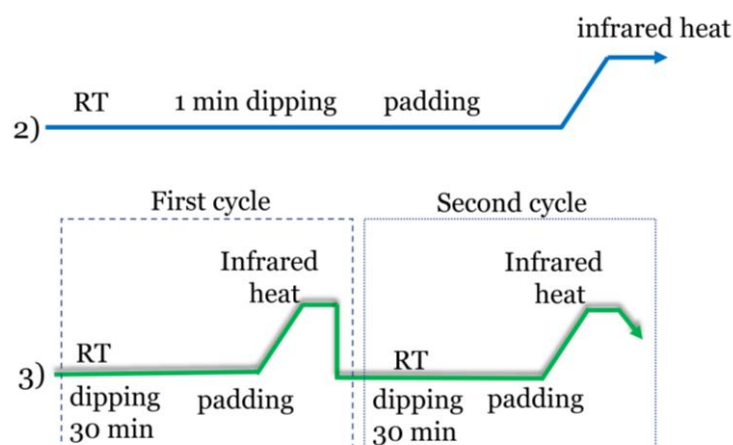 infrared heat
RT 1 min dipping padding
2)
First cycle Second cycle
Infrared
heat
Infrared
heat
3)
RT
dipping
30 min
padding
RT
dipping
30 min
padding